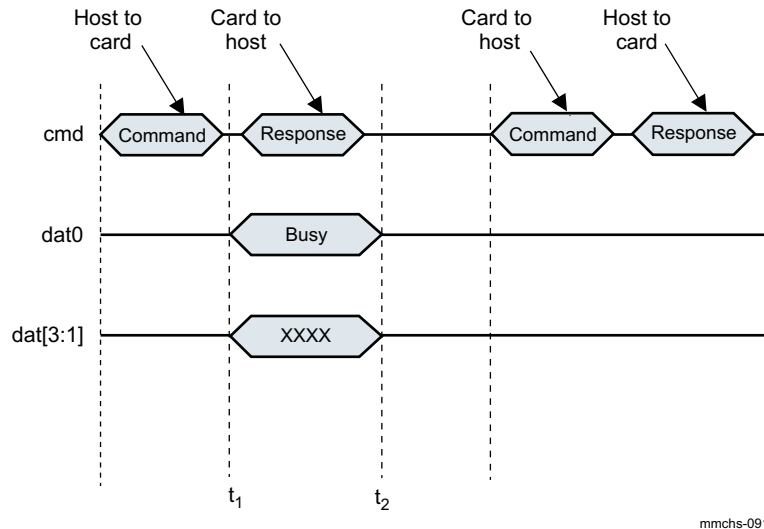 Host to
card
Card to
host
Card to
host
Host to
card
cmd
Command
Response
Command
Response
dat0
Busy
dat[3:1]
XXXX
t1
t2